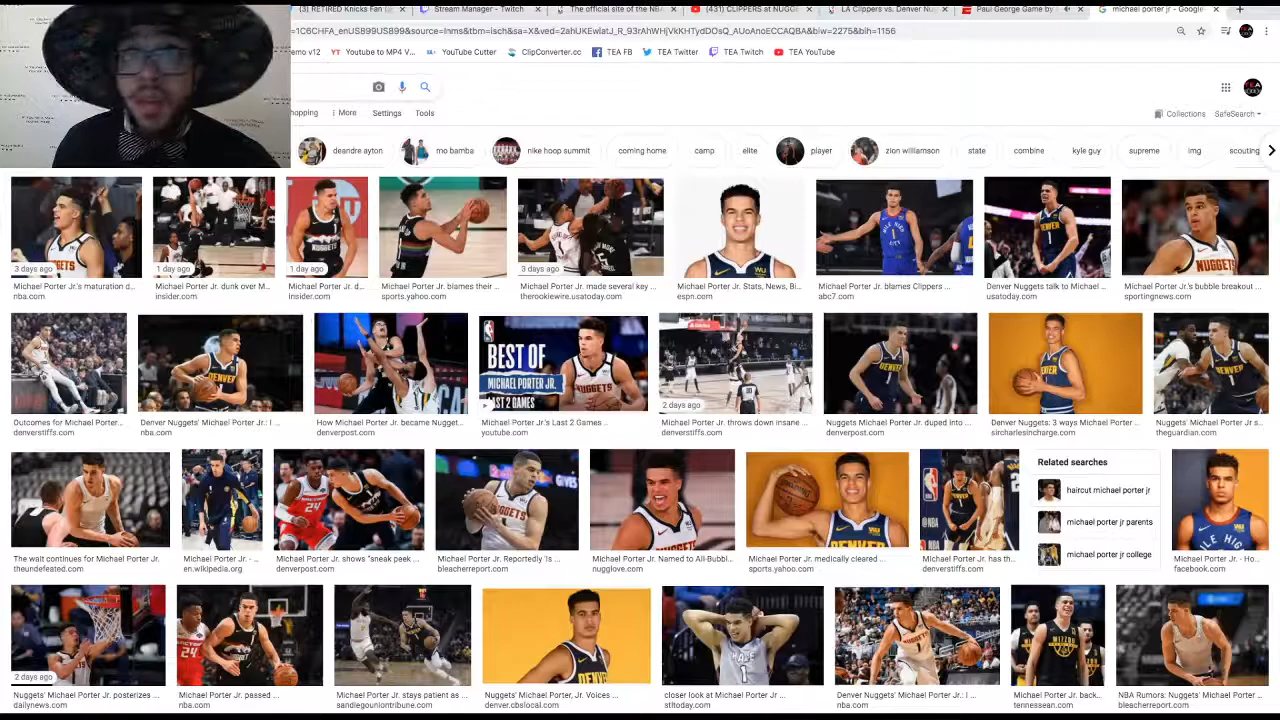 (3) RETIRED Knicks Fan (
Stream Manager - Twitch
The official site of the NBA
(431) CLIPPERS at NUGGE
LA Clippers vs. Denver Nu
Paul George Game by
michael porter jr - Google
emo v12
YT Youtube to MP4 V...
YouTube Cutter
ClipConverter.cc
TEA FB
TEA Twitter
TEA Twitch
TEA YouTube
hopping
More
Settings
Tools
Collections
SafeSearch
deandre ayton
mo bamba
nike hoop summit
coming home
camp
elite
player
zion williamson
state
combine
kyle guy
supreme
img
scouting
3 days ago
1 day ago
1 day ago
3 days ago
Michael Porter Jr.'s maturation d...
nba.com
Michael Porter Jr. dunk over M...
insider.com
Michael Porter Jr. d...
insider.com
Michael Porter Jr. blames their ...
sports.yahoo.com
Michael Porter Jr. made several key ...
therookiewire.usatoday.com
Michael Porter Jr. Stats, News, Bi...
espn.com
Michael Porter Jr. blames Clippers ...
abc7.com
Denver Nuggets talk to Michael ...
usatoday.com
Michael Porter Jr.'s bubble breakout ...
sportingnews.com
BEST OF
MICHAEL PORTER JR.
LAST 2 GAMES
2 days ago
Outcomes for Michael Porter...
denverstiffs.com
Denver Nuggets' Michael Porter Jr.: I ...
nba.com
How Michael Porter Jr. became Nugget...
denverpost.com
Michael Porter Jr.'s Last 2 Games ..
youtube.com
Michael Porter Jr. throws down insane ...
denverstiffs.com
Nuggets Michael Porter Jr. duped into ...
denverpost.com
Denver Nuggets: 3 ways Michael Porter ...
sircharlesincharge.com
Nuggets' Michael Porter Jr s...
theguardian.com
Related searches
haircut michael porter jr
michael porter jr parents
michael porter jr college
The wait continues for Michael Porter Jr.
theundefeated.com
Michael Porter Jr. - ...
en.wikipedia.org
Michael Porter Jr. shows "sneak peek ...
denverpost.com
Michael Porter Jr. Reportedly 'Is ...
bleacherreport.com
Michael Porter Jr. Named to All-Bubbl...
nugglove.com
Michael Porter Jr. medically cleared ...
sports.yahoo.com
Michael Porter Jr. has th...
denverstiffs.com
Michael Porter Jr. - Ho...
facebook.com
2 days ago
Nuggets' Michael Porter Jr. posterizes ...
dailynews.com
Michael Porter Jr. passed ...
nba.com
Michael Porter Jr. stays patient as ...
sandiegouniontribune.com
Nuggets' Michael Porter, Jr. Voices ...
denver.cbslocal.com
closer look at Michael Porter Jr ...
stltoday.com
Denver Nuggets' Michael Porter Jr.: I ...
nba.com
Michael Porter Jr. back...
tennessean.com
NBA Rumors: Nuggets' Michael Porter Jr ...
bleacherreport.com